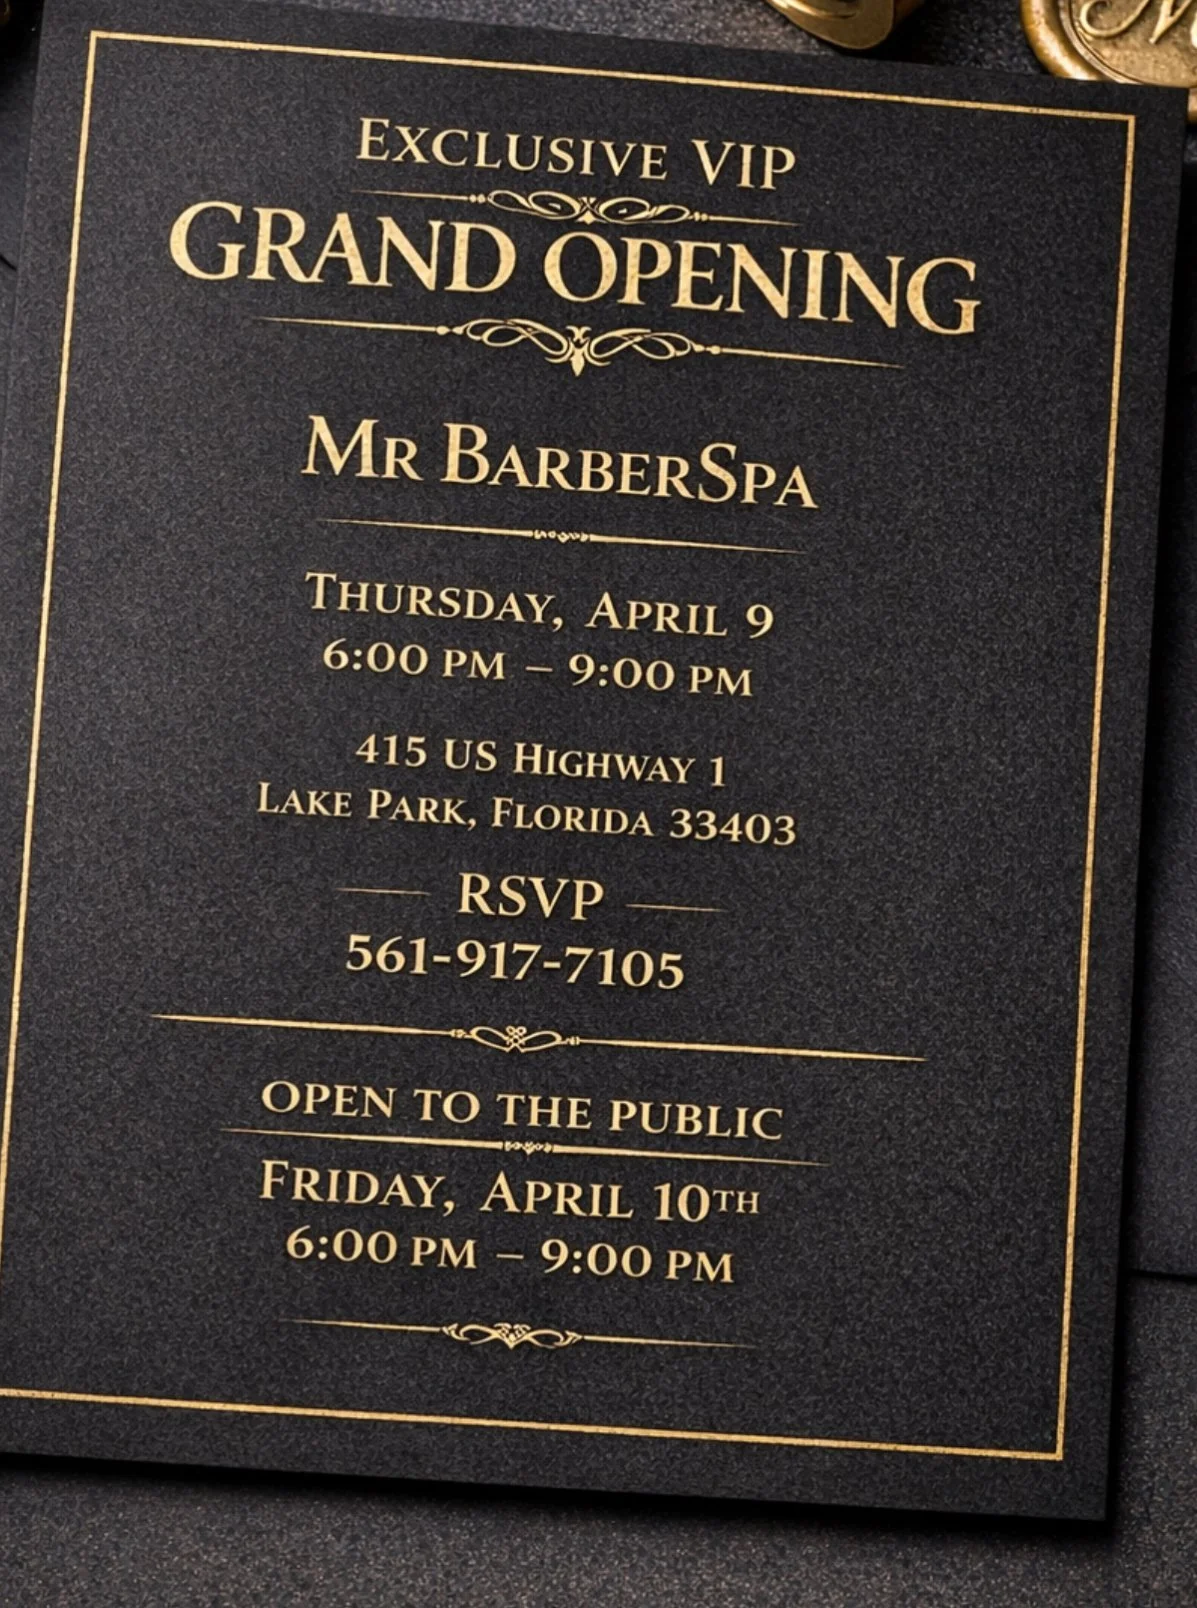 Exclusive VIP
GRAND OPENING
Mr BarberSpa
Thursday, April 9
6:00 PM – 9:00 PM
415 US Highway 1
Lake Park, Florida 33403
RSVP
561-917-7105
OPEN TO THE PUBLIC
Friday, April 10TH
6:00 PM – 9:00 PM